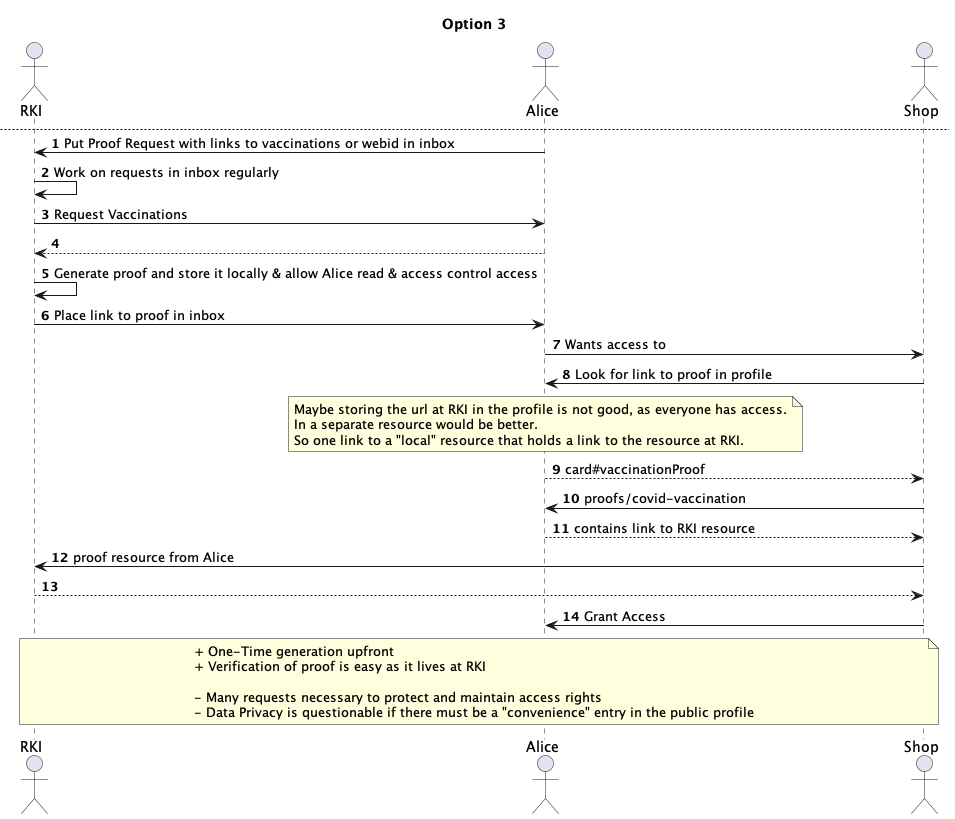 Option 3
RKI
Alice
Shop
1 Put Proof Request with links to vaccinations or webid in inbox
2 Work on requests in inbox regularly
3 Request Vaccinations
4
5 Generate proof and store it locally & allow Alice read & access control access
6 Place link to proof in inbox
7 Wants access to
8 Look for link to proof in profile
Maybe storing the url at RKI in the profile is not good, as everyone has access.
In a separate resource would be better.
So one link to a "local" resource that holds a link to the resource at RKI.
9 card#vaccinationProof
10 proofs/covid-vaccination
11 contains link to RKI resource
12 proof resource from Alice
13
14 Grant Access
+ One-Time generation upfront
+ Verification of proof is easy as it lives at RKI
- Many requests necessary to protect and maintain access rights
- Data Privacy is questionable if there must be a "convenience" entry in the public profile
RKI
Alice
Shop